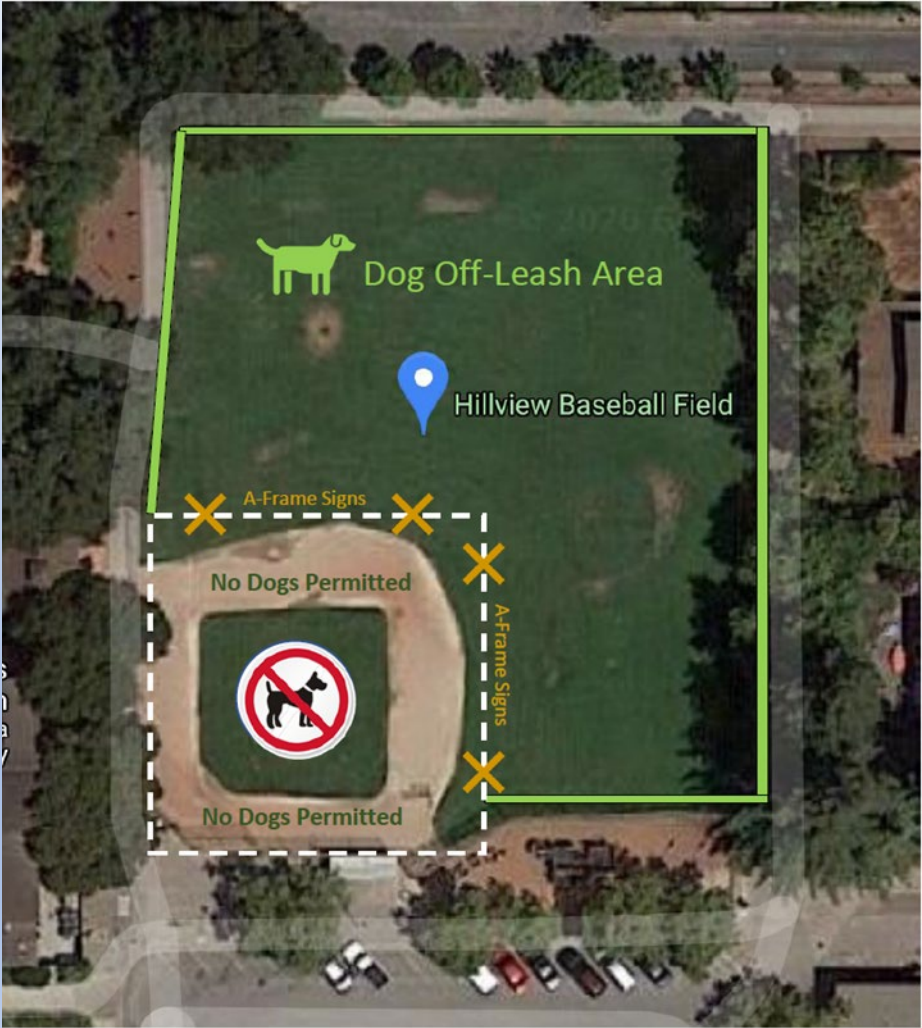 Dog Off-Leash Area
Hillview Baseball Field
A-Frame Signs
No Dogs Permitted
A-Frame Signs
No Dogs Permitted